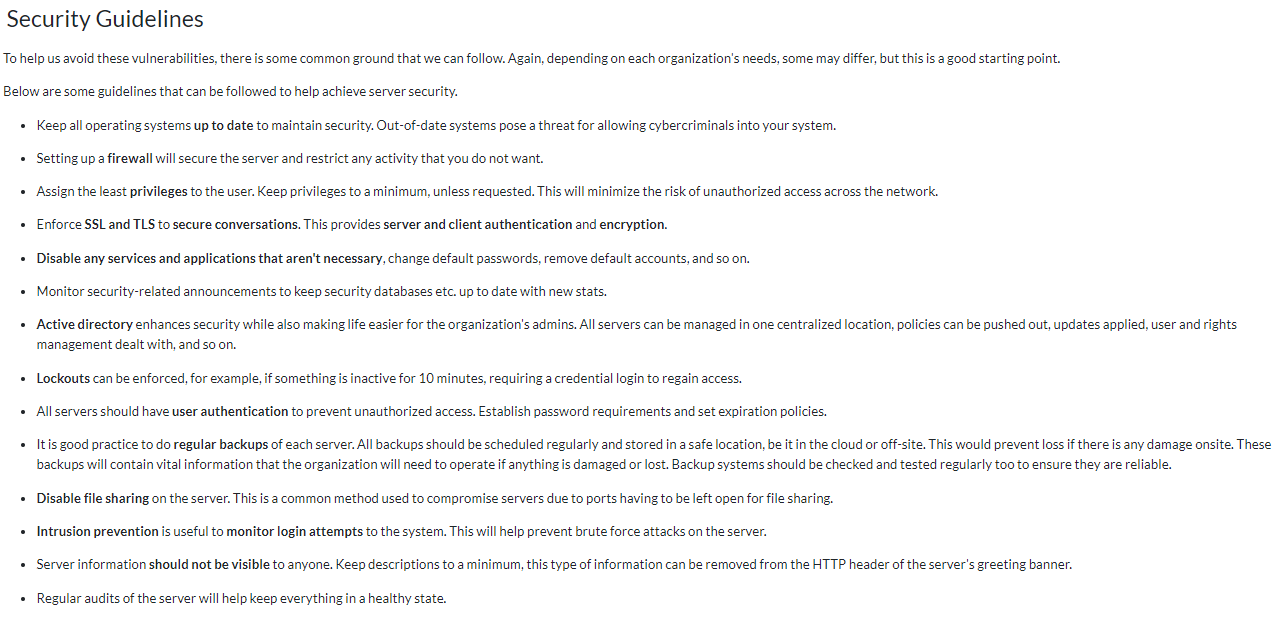 Security Guidelines
To help us avoid these vulnerabilities, there is some common ground that we can follow. Again, depending on each organization's needs, some may differ, but this is a good starting point.
Below are some guidelines that can be followed to help achieve server security.
• Keep all operating systems up to date to maintain security. Out-of-date systems pose a threat for allowing cybercriminals into your system.
• Setting up a firewall will secure the server and restrict any activity that you do not want.
• Assign the least privileges to the user. Keep privileges to a minimum, unless requested. This will minimize the risk of unauthorized access across the network.
• Enforce SSL and TLS to secure conversations. This provides server and client authentication and encryption.
• Disable any services and applications that aren't necessary, change default passwords, remove default accounts, and so on.
• Monitor security-related announcements to keep security databases etc. up to date with new stats.
• Active directory enhances security while also making life easier for the organization's admins. All servers can be managed in one centralized location, policies can be pushed out, updates applied, user and rights
management dealt with, and so on.
• Lockouts can be enforced, for example, if something is inactive for 10 minutes, requiring a credential login to regain access.
• All servers should have user authentication to prevent unauthorized access. Establish password requirements and set expiration policies.
• It is good practice to do regular backups of each server. All backups should be scheduled regularly and stored in a safe location, be it in the cloud or off-site. This would prevent loss if there is any damage onsite. These
backups will contain vital information that the organization will need to operate if anything is damaged or lost. Backup systems should be checked and tested regularly too to ensure they are reliable.
• Disable file sharing on the server. This is a common method used to compromise servers due to ports having to be left open for file sharing.
• Intrusion prevention is useful to monitor login attempts to the system. This will help prevent brute force attacks on the server.
• Server information should not be visible to anyone. Keep descriptions to a minimum, this type of information can be removed from the HTTP header of the server's greeting banner.
• Regular audits of the server will help keep everything in a healthy state.